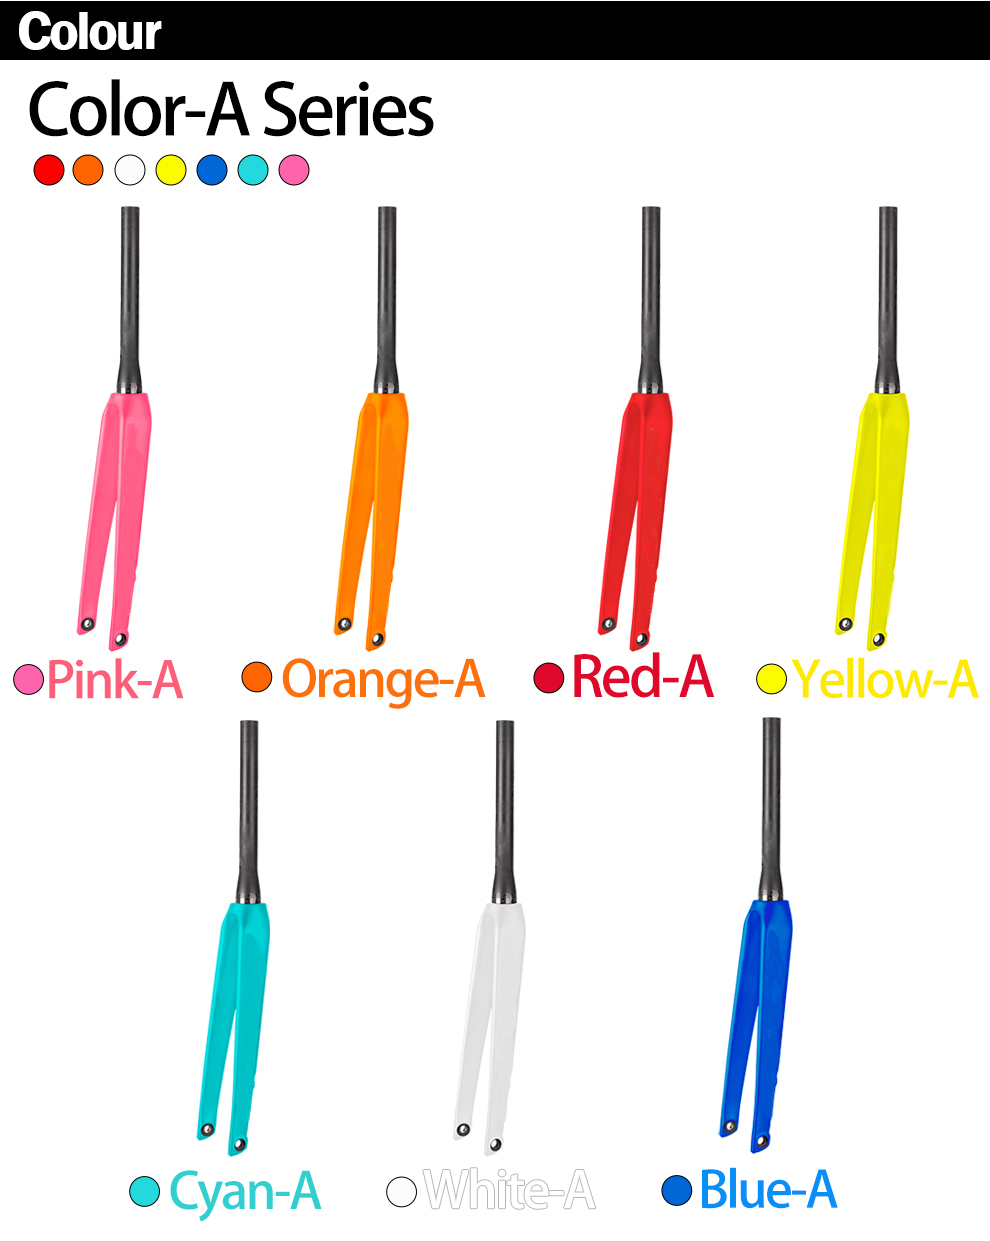 Colour
Color-A Series
Pink-A
Orange-A
Red-A
Yellow-A
Cyan-A
White-A
Blue-A